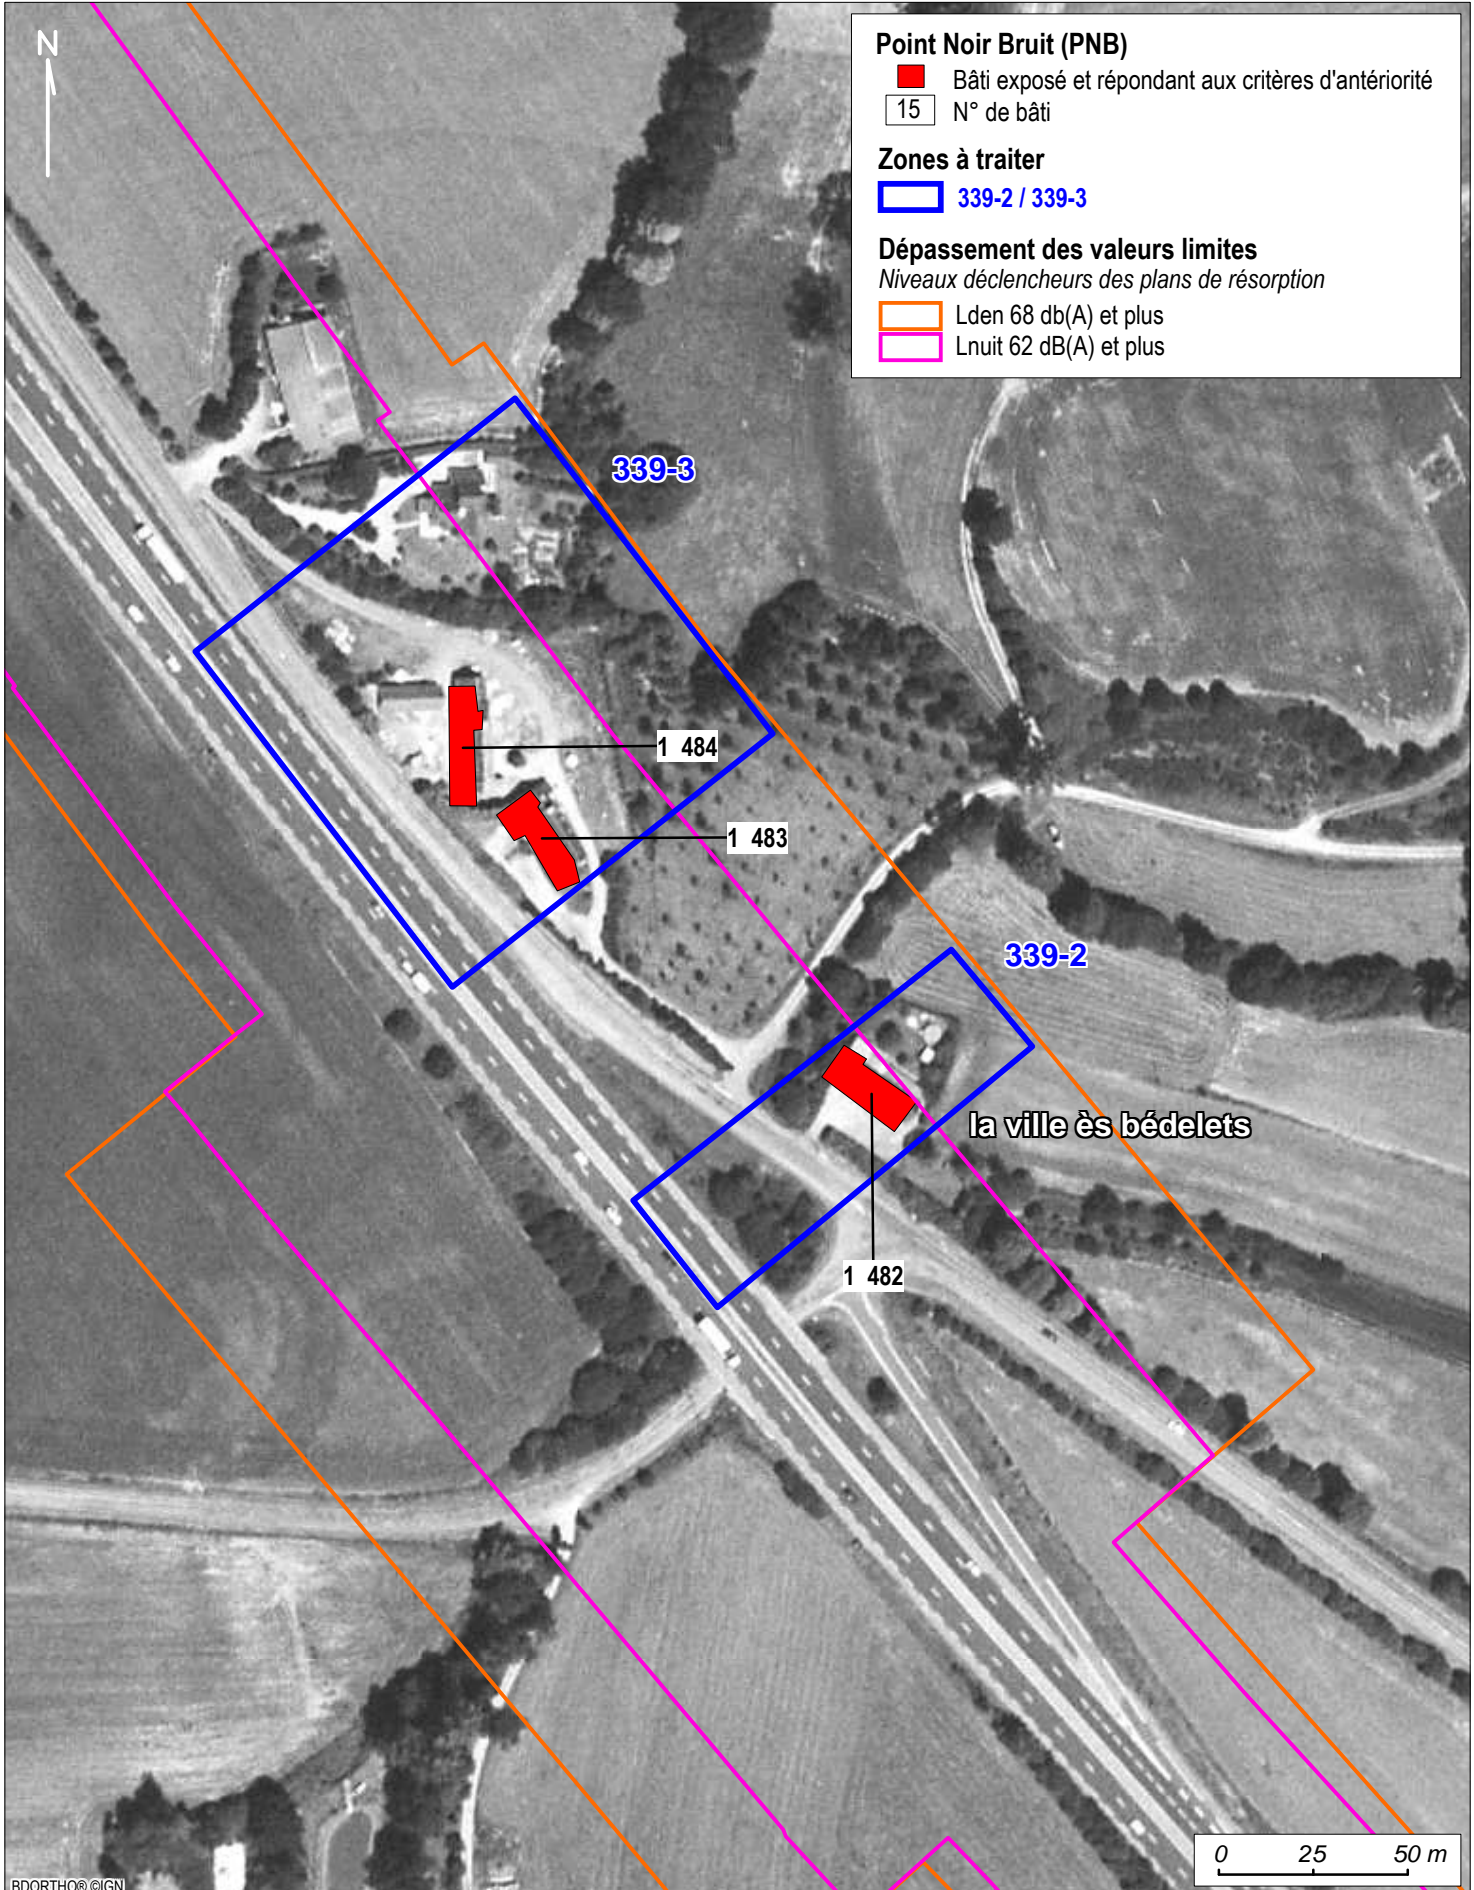 N
Point Noir Bruit (PNB)
Bâti exposé et répondant aux critères d'antériorité
15 N° de bâti
Zones à traiter
339-2 / 339-3
Dépassement des valeurs limites
Niveaux déclencheurs des plans de résorption
Lden 68 db(A) et plus
Lnuit 62 dB(A) et plus
339-3
1 484
1 483
339-2
la ville ès bédelets
1 482
0 25 50 m
BDORTHO® ©IGN